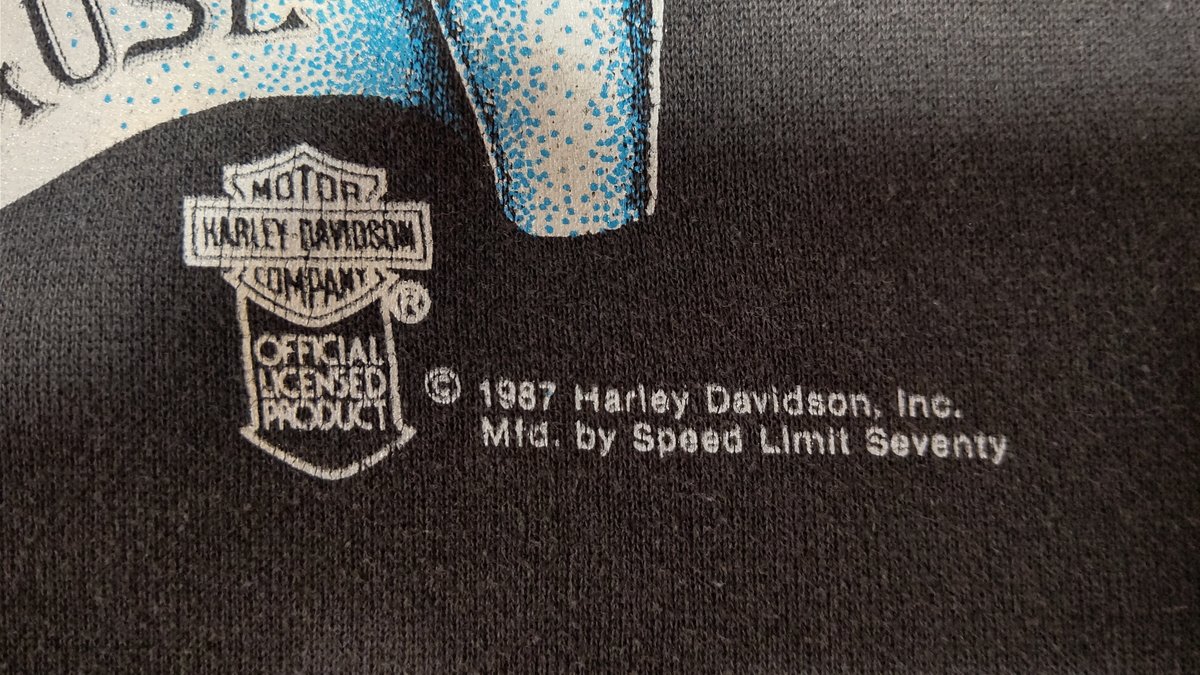 MOTOR
HARLEY-DAVIDSON
COMPANY
®
OFFICIAL
LICENSED
PRODUCT
© 1987 Harley Davidson, Inc.
Mfd. by Speed Limit Seventy